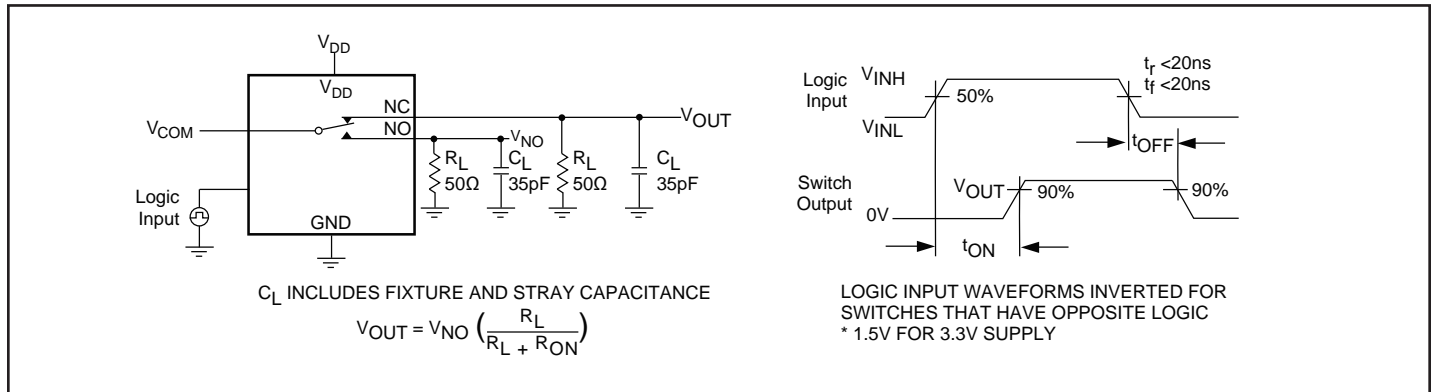 VDD
VDD
NC
VCOM
NO
VOUT
VNO
RL
50Ω
CL
35pF
RL
50Ω
CL
35pF
Logic
Input
GND
CL INCLUDES FIXTURE AND STRAY CAPACITANCE
VOUT = VNO (RL / RL + RON)
Logic
Input
VINH
VINL
50%
tr <20ns
tf <20ns
tOFF
Switch
Output
VOUT
0V
90%
90%
tON
LOGIC INPUT WAVEFORMS INVERTED FOR
SWITCHES THAT HAVE OPPOSITE LOGIC
* 1.5V FOR 3.3V SUPPLY